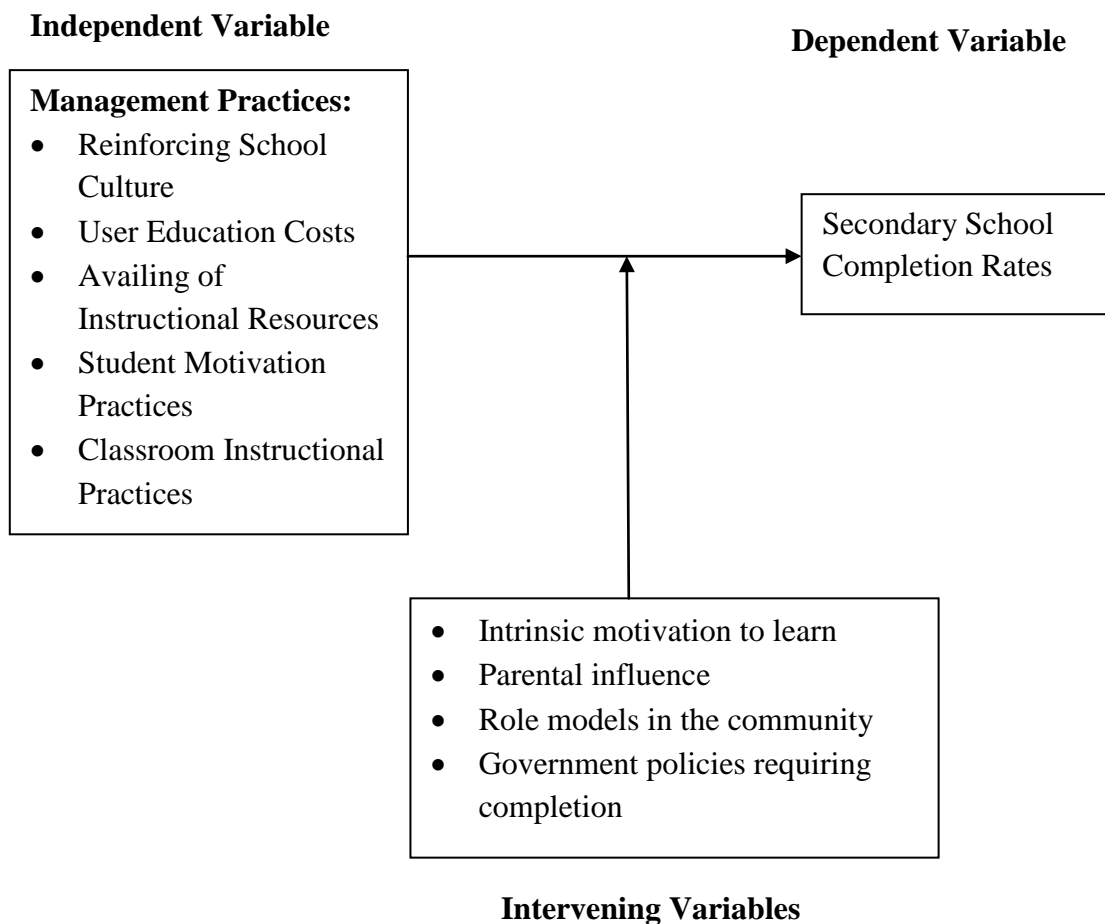 Independent Variable
Dependent Variable
Management Practices:
• Reinforcing School
Culture
• User Education Costs
• Availing of
Instructional Resources
• Student Motivation
Practices
• Classroom Instructional
Practices
Secondary School
Completion Rates
• Intrinsic motivation to learn
• Parental influence
• Role models in the community
• Government policies requiring
completion
Intervening Variables